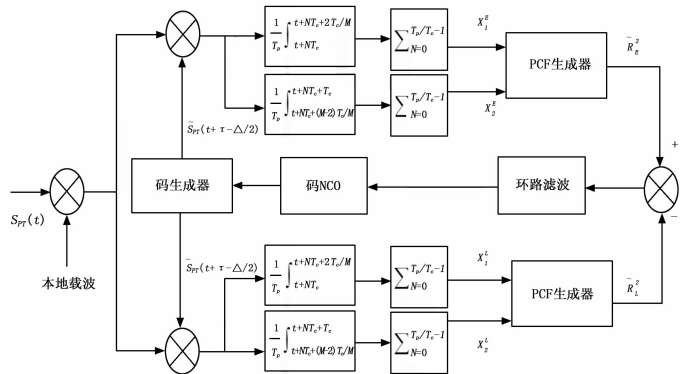 1/T_p ∫_{t+NT_c}^{t+NT_c+2T_c/M}
∑_{N=0}^{T_p/T_c-1}
X_1^E
PCF生成器
R̃_E^2
1/T_p ∫_{t+NT_c+(M-2)T_c/M}^{t+NT_c+T_c}
∑_{N=0}^{T_p/T_c-1}
X_2^E
S̃_PT(t+τ-△/2)
+
S_PT(t)
码生成器
码NCO
环路滤波
−
本地载波
S̃_PT(t+τ-△/2)
1/T_p ∫_{t+NT_c}^{t+NT_c+2T_c/M}
∑_{N=0}^{T_p/T_c-1}
X_1^L
PCF生成器
R̃_L^2
1/T_p ∫_{t+NT_c+(M-2)T_c/M}^{t+NT_c+T_c}
∑_{N=0}^{T_p/T_c-1}
X_2^L